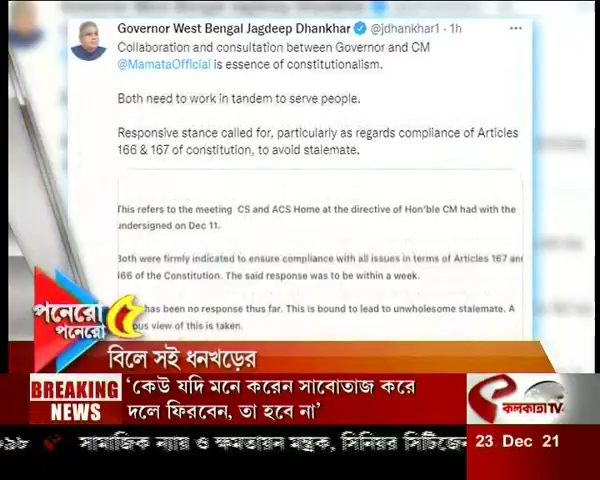 Governor West Bengal Jagdeep Dhankhar @jdhankhar1 · 1h
Collaboration and consultation between Governor and CM
@MamataOfficial is essence of constitutionalism.
Both need to work in tandem to serve people.
Responsive stance called for, particularly as regards compliance of Articles
166 & 167 of constitution, to avoid stalemate.
This refers to the meeting CS and ACS Home at the directive of Hon'ble CM had with the
undersigned on Dec 11.
Both were firmly indicated to ensure compliance with all issues in terms of Articles 167 and
166 of the Constitution. The said response was to be within a week.
has been no response thus far. This is bound to lead to unwholesome stalemate. A
view of this is taken.
পনেরো ৫
পনেরো
বিলে সই ধনখড়ের
BREAKING
NEWS
‘কেউ যদি মনে করেন সাবোতাজ করে
দলে ফিরবেন, তা হবে না’
কলকাতা TV
সামাজিক ন্যায় ও ক্ষমতায়ন মন্ত্রক, সিনিয়র সিটিজেন
23 Dec 21